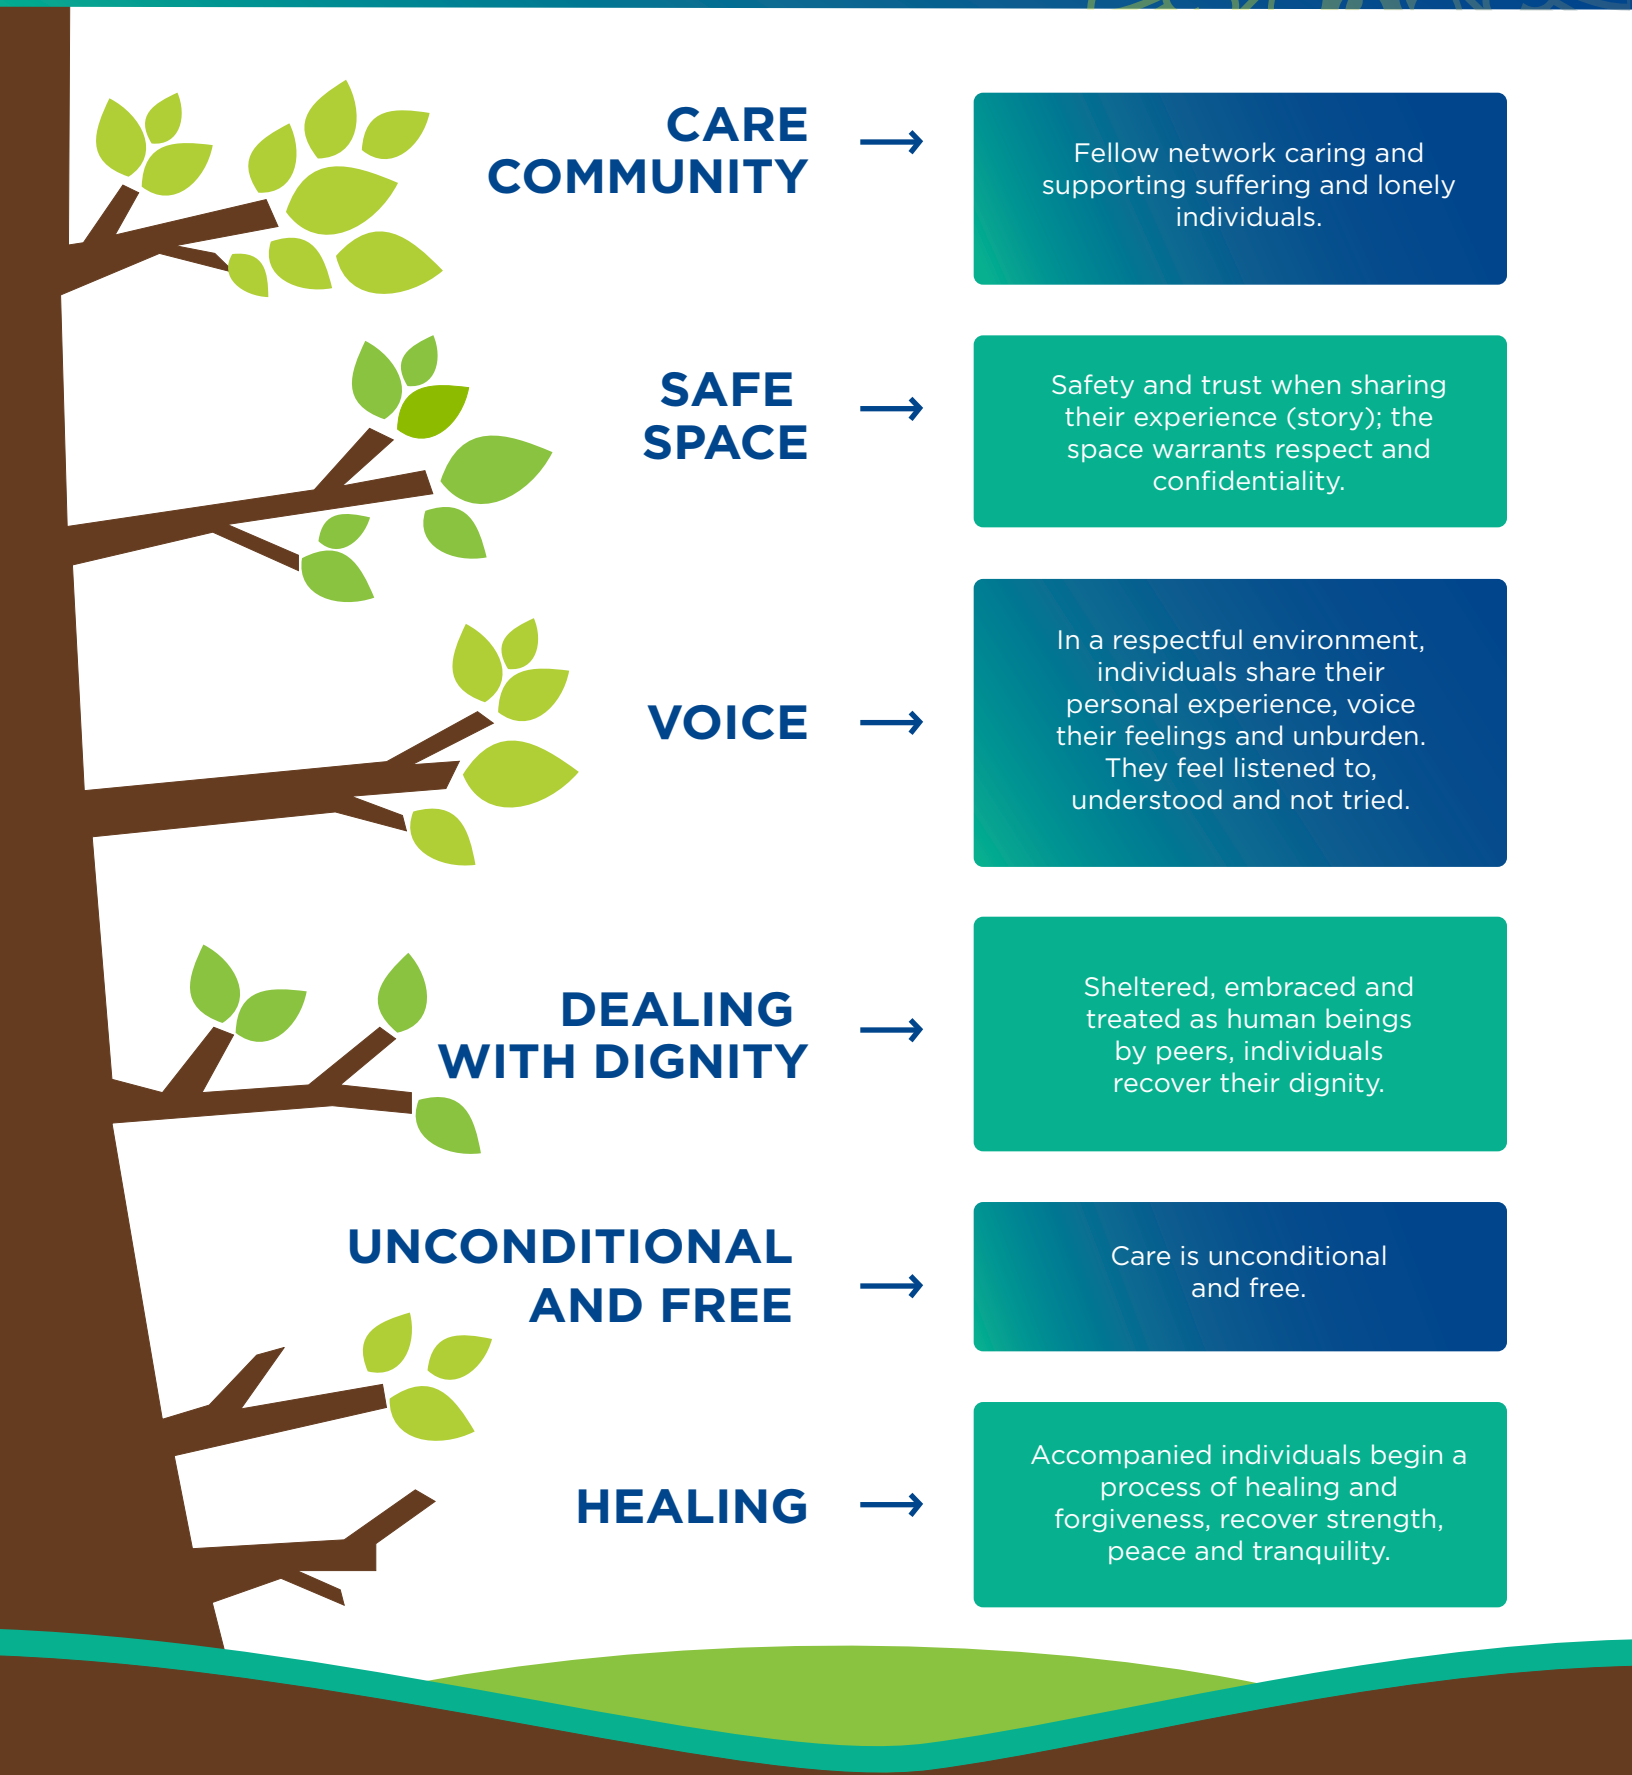 CARE
COMMUNITY
Fellow network caring and
supporting suffering and lonely
individuals.
SAFE
SPACE
Safety and trust when sharing
their experience (story); the
space warrants respect and
confidentiality.
VOICE
In a respectful environment,
individuals share their
personal experience, voice
their feelings and unburden.
They feel listened to,
understood and not tried.
DEALING
WITH DIGNITY
Sheltered, embraced and
treated as human beings
by peers, individuals
recover their dignity.
UNCONDITIONAL
AND FREE
Care is unconditional
and free.
HEALING
Accompanied individuals begin a
process of healing and
forgiveness, recover strength,
peace and tranquility.